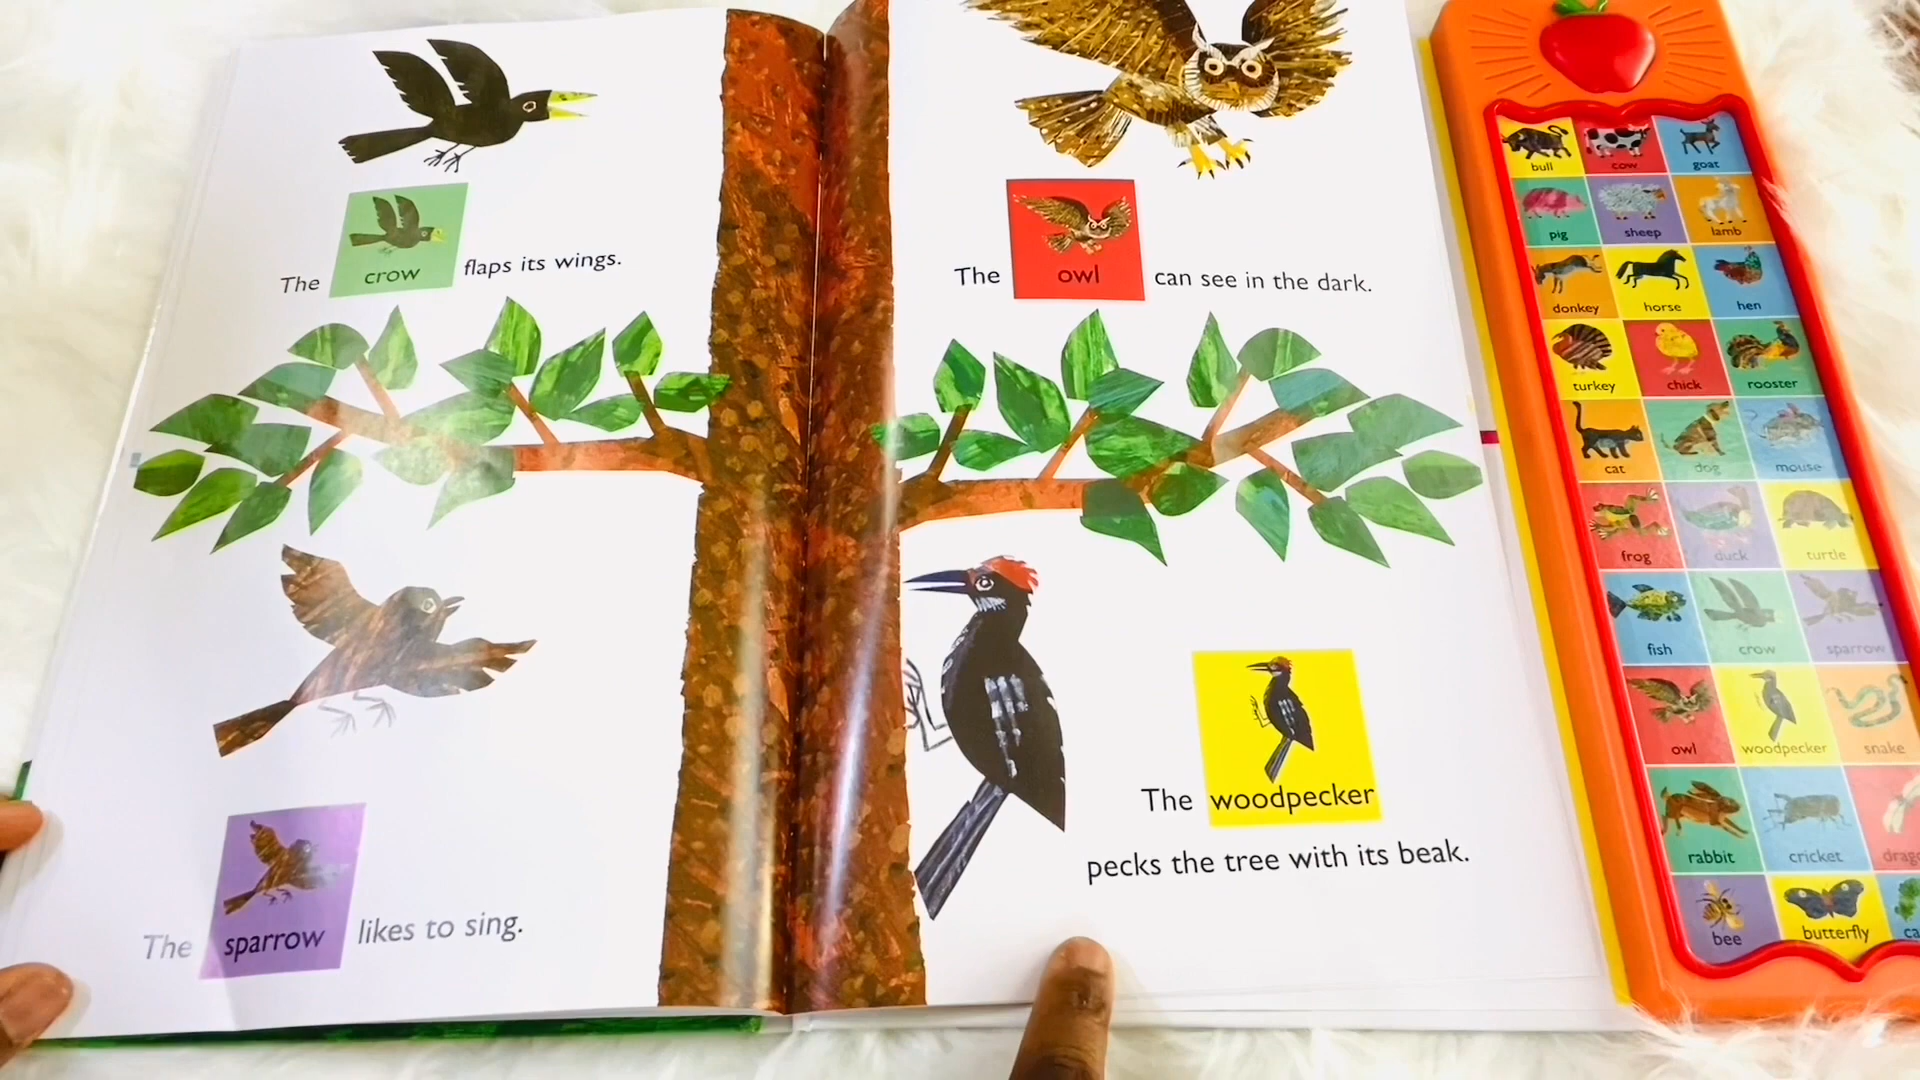 The crow flaps its wings.
The sparrow likes to sing.
The owl can see in the dark.
The woodpecker
pecks the tree with its beak.
bull cow goat
pig sheep lamb
donkey horse hen
turkey chick rooster
cat dog mouse
frog duck turtle
fish crow sparrow
owl woodpecker snake
rabbit cricket
bee butterfly